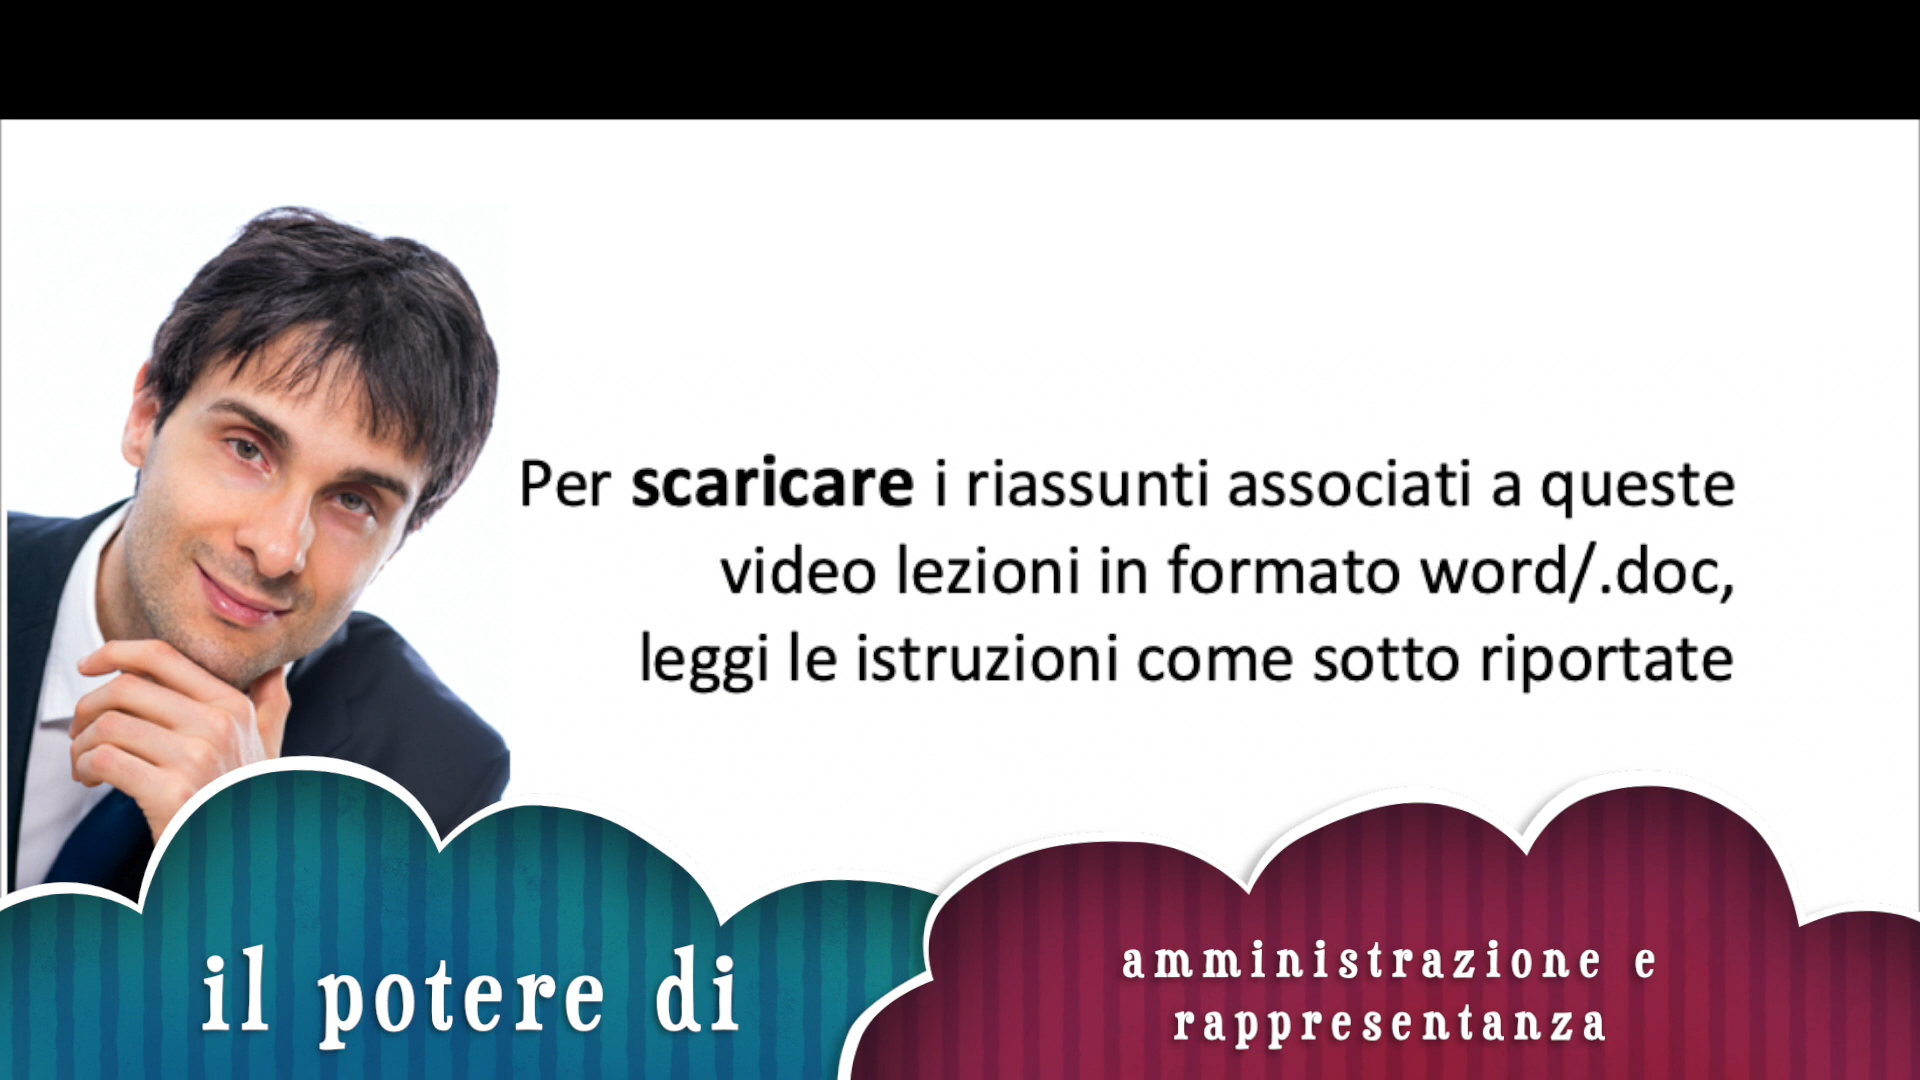 Per scaricare i riassunti associati a queste
video lezioni in formato word/.doc,
leggi le istruzioni come sotto riportate
il potere di
amministrazione e
rappresentanza